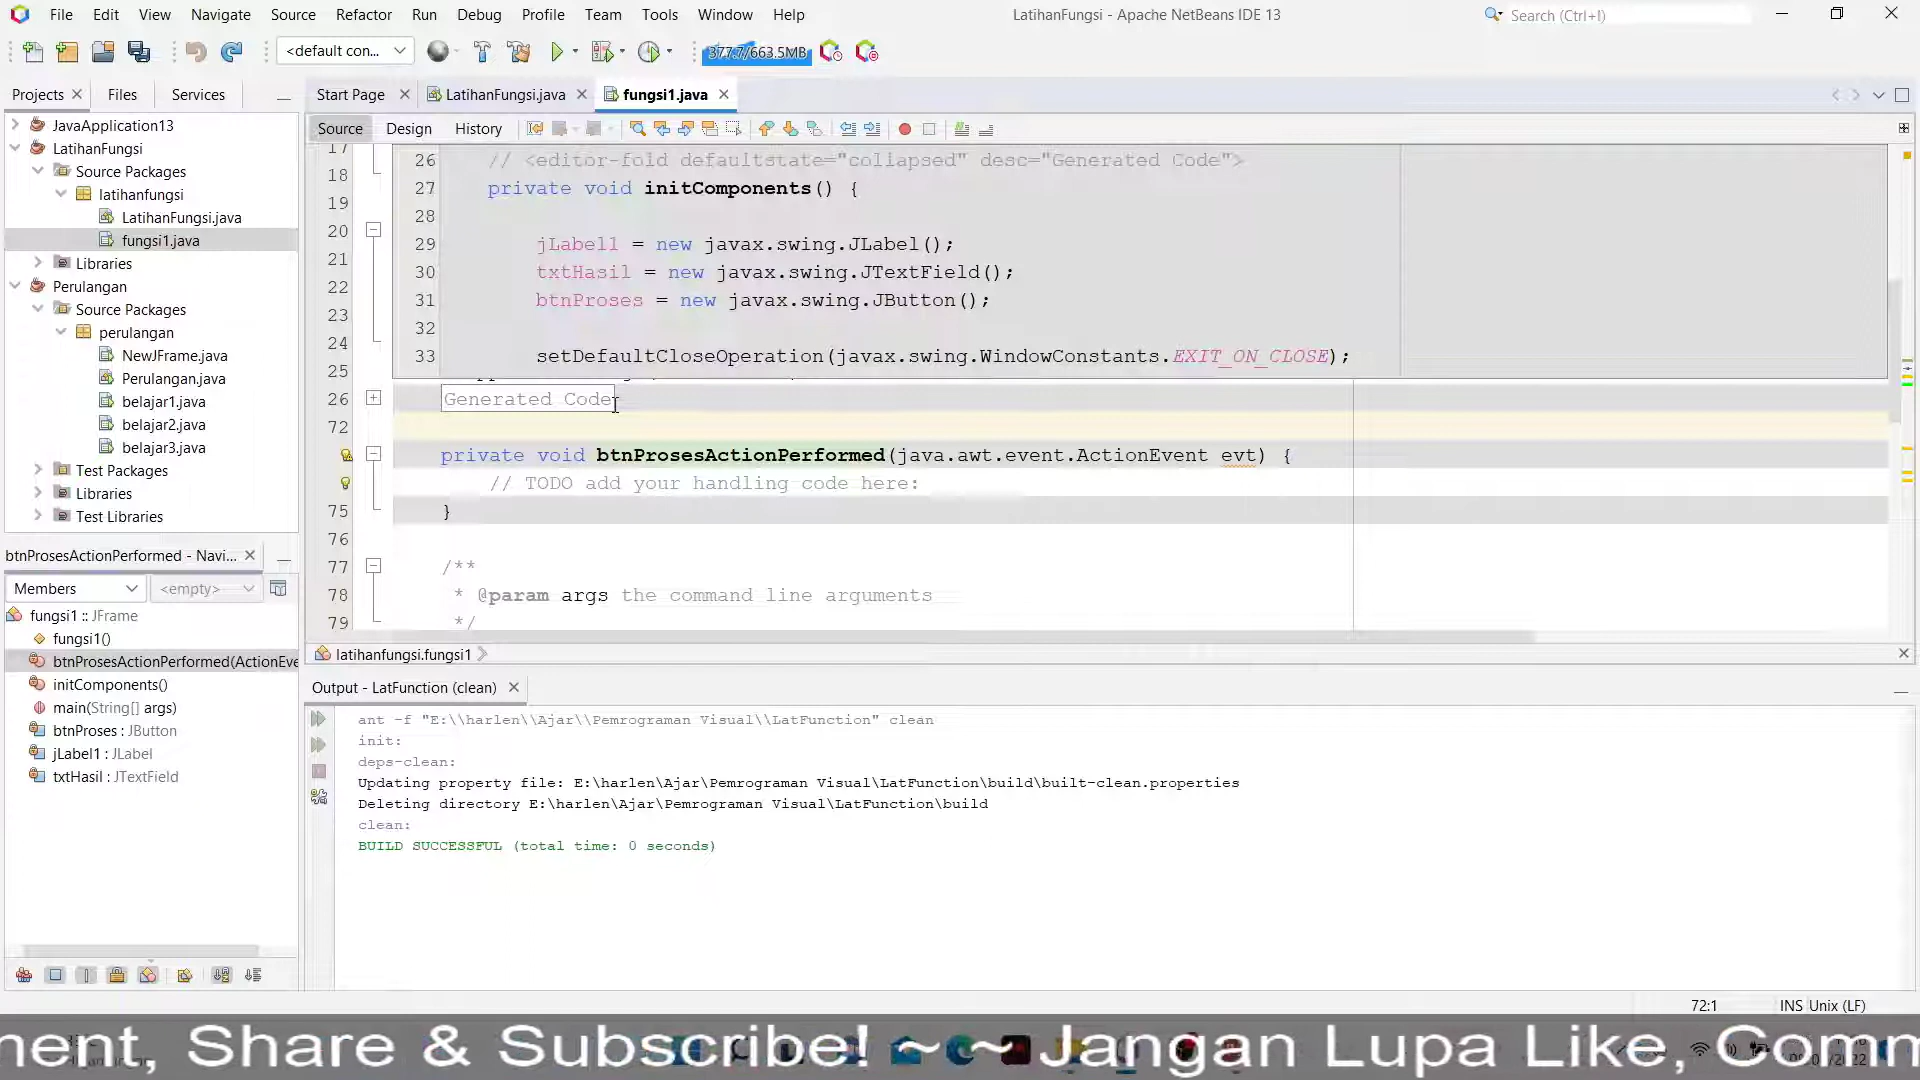 File Edit View Navigate Source Refactor Run Debug Profile Team Tools Window Help
LatihanFungsi - Apache NetBeans IDE 13
Search (Ctrl+I)
<default con...
377.7/663.5MB
Projects Files Services
Start Page LatihanFungsi.java fungsi1.java
Source Design History
JavaApplication13
LatihanFungsi
Source Packages
latihanfungsi
LatihanFungsi.java
fungsi1.java
Libraries
Perulangan
Source Packages
perulangan
NewJFrame.java
Perulangan.java
belajar1.java
belajar2.java
belajar3.java
Test Packages
Libraries
Test Libraries
17
18
19
20
21
22
23
24
25
26 // <editor-fold defaultstate="collapsed" desc="Generated Code">
27 private void initComponents() {
28
29 jLabel1 = new javax.swing.JLabel();
30 txtHasil = new javax.swing.JTextField();
31 btnProses = new javax.swing.JButton();
32
33 setDefaultCloseOperation(javax.swing.WindowConstants.EXIT_ON_CLOSE);
26 Generated Code
72
private void btnProsesActionPerformed(java.awt.event.ActionEvent evt) {
// TODO add your handling code here:
75 }
76
77 /**
78 * @param args the command line arguments
79 */
latihanfungsi.fungsi1
btnProsesActionPerformed - Navi...
Members <empty>
fungsi1 :: JFrame
fungsi1()
btnProsesActionPerformed(ActionEve
initComponents()
main(String[] args)
btnProses : JButton
jLabel1 : JLabel
txtHasil : JTextField
Output - LatFunction (clean)
ant -f "E:\\harlen\\Ajar\\Pemrograman Visual\\LatFunction" clean
init:
deps-clean:
Updating property file: E:\harlen\Ajar\Pemrograman Visual\LatFunction\build\built-clean.properties
Deleting directory E:\harlen\Ajar\Pemrograman Visual\LatFunction\build
clean:
BUILD SUCCESSFUL (total time: 0 seconds)
72:1 INS Unix (LF)
ment, Share & Subscribe! ~ ~ Jangan Lupa Like, Comm